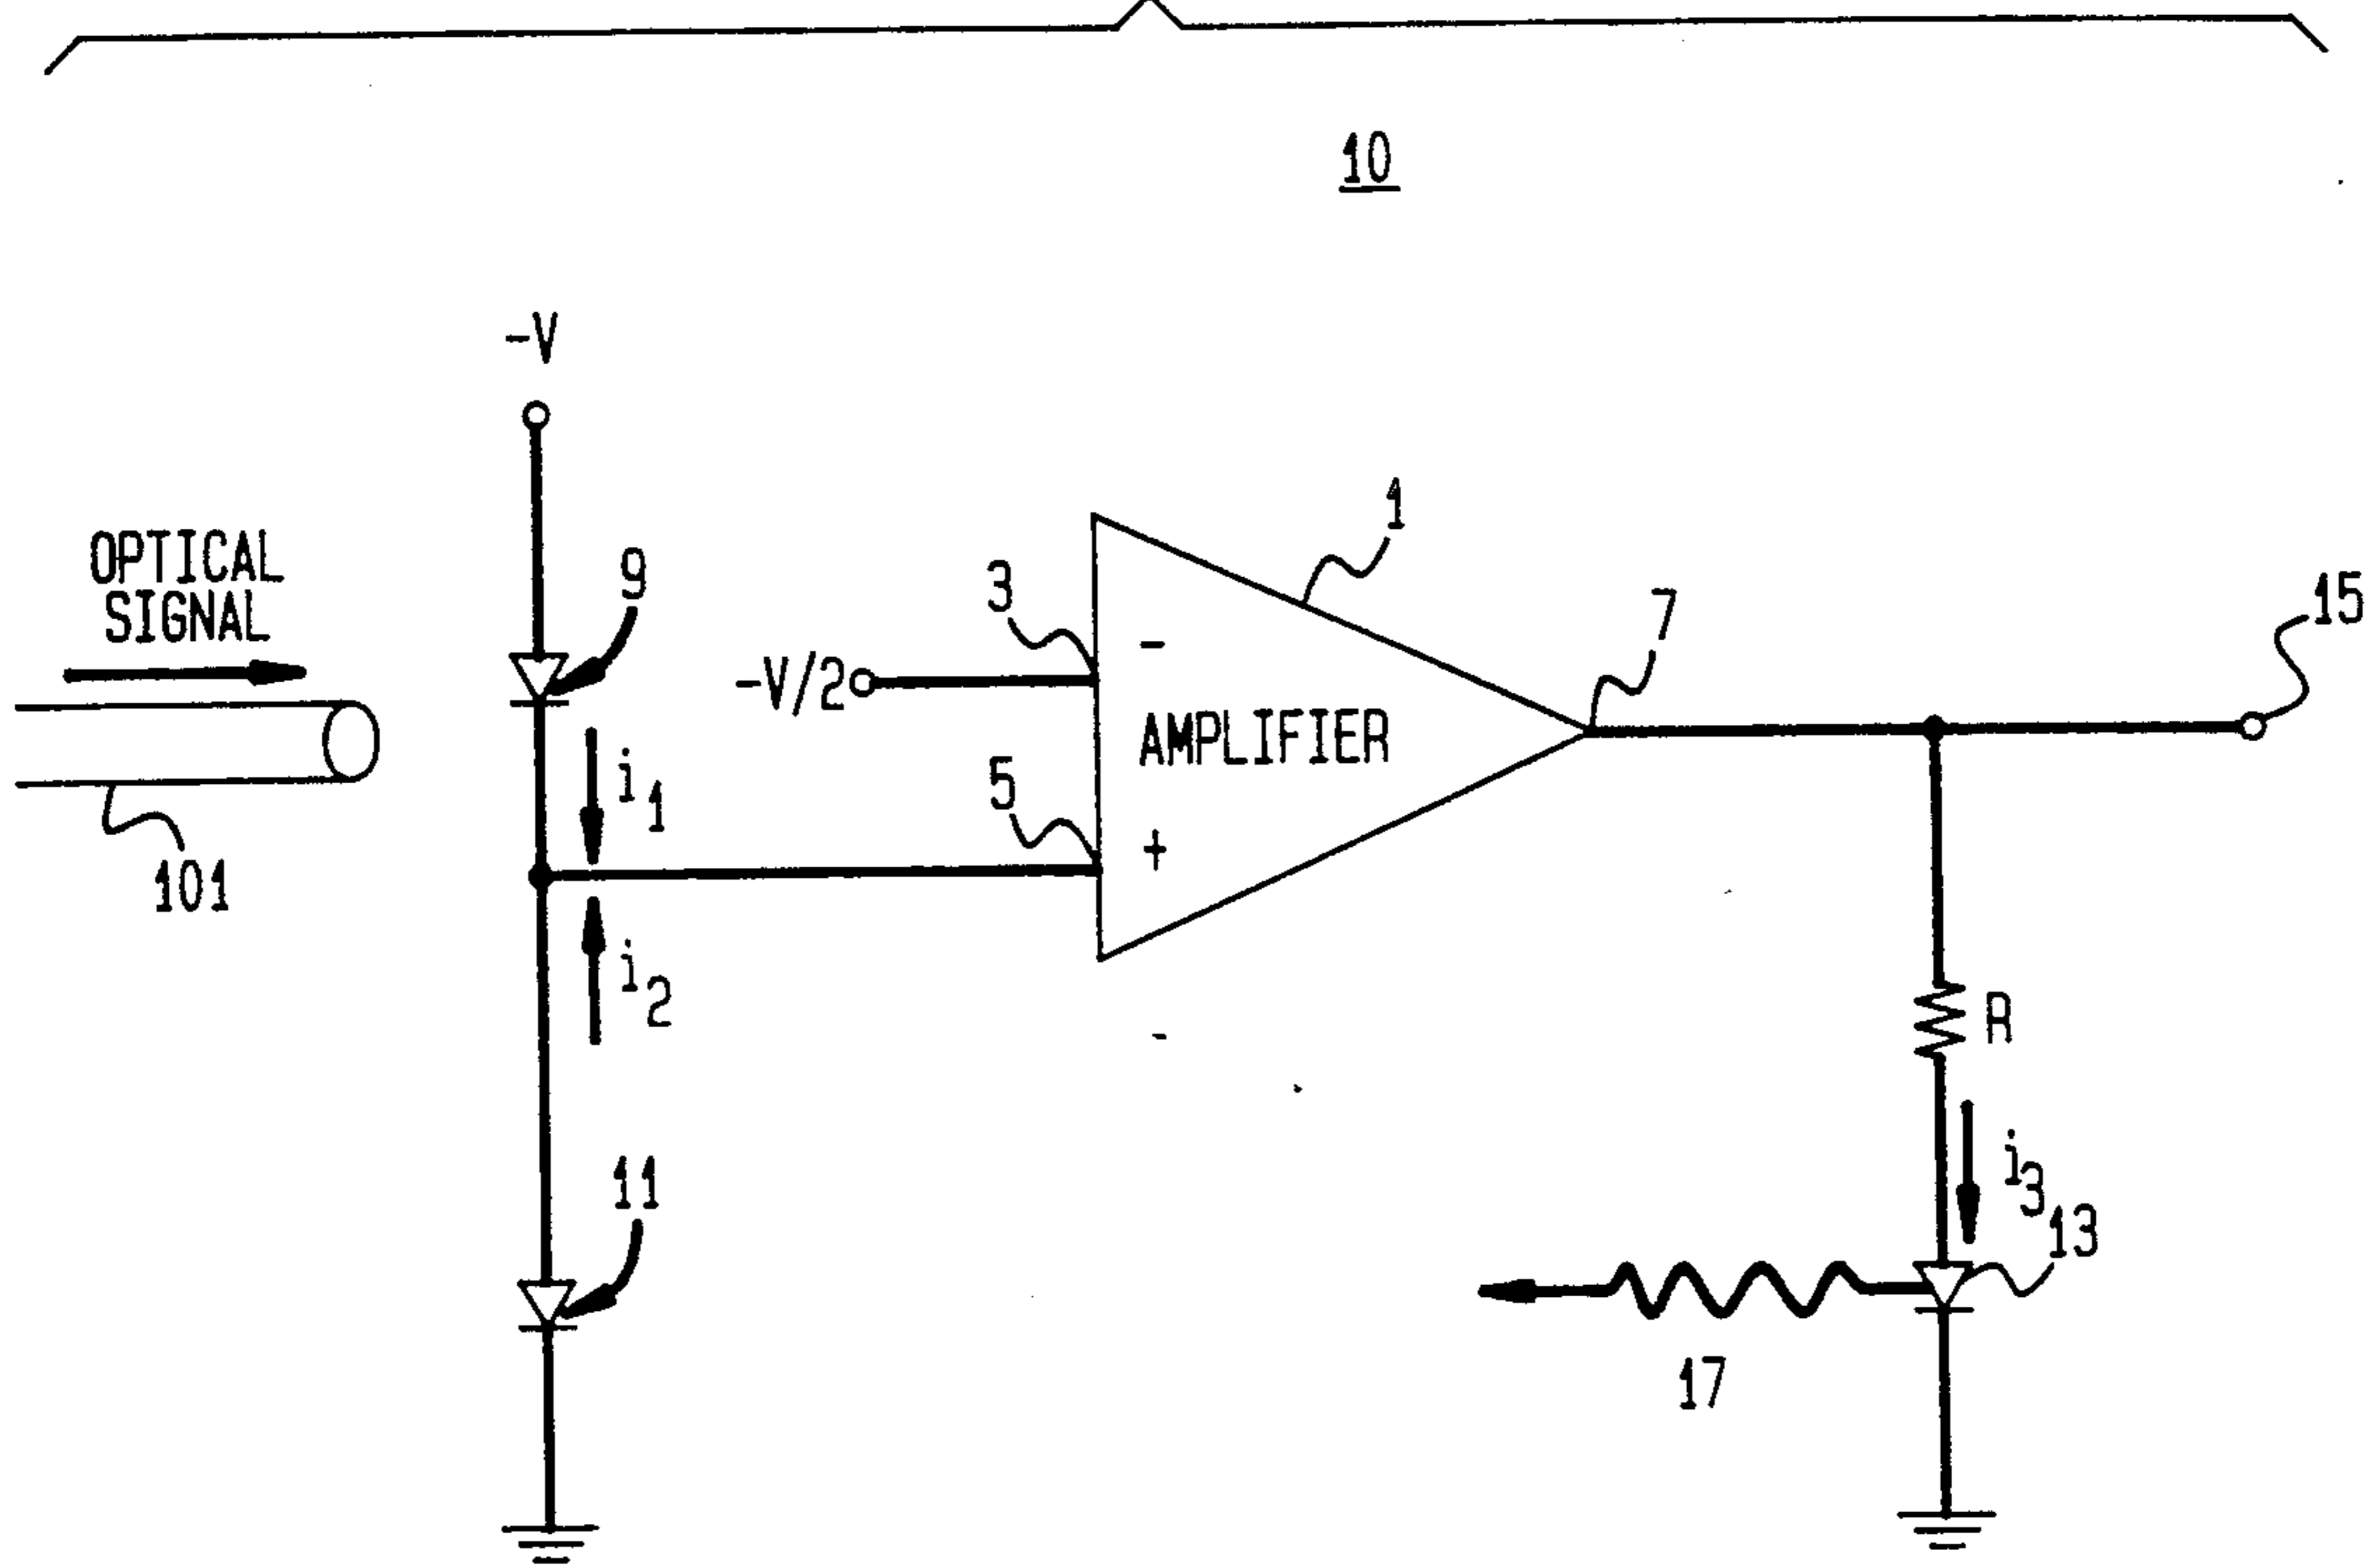 10
-V
OPTICAL
SIGNAL
9
1
3
7
15
-V/2
-
AMPLIFIER
i1
5
+
101
i2
R
11
i3
13
17